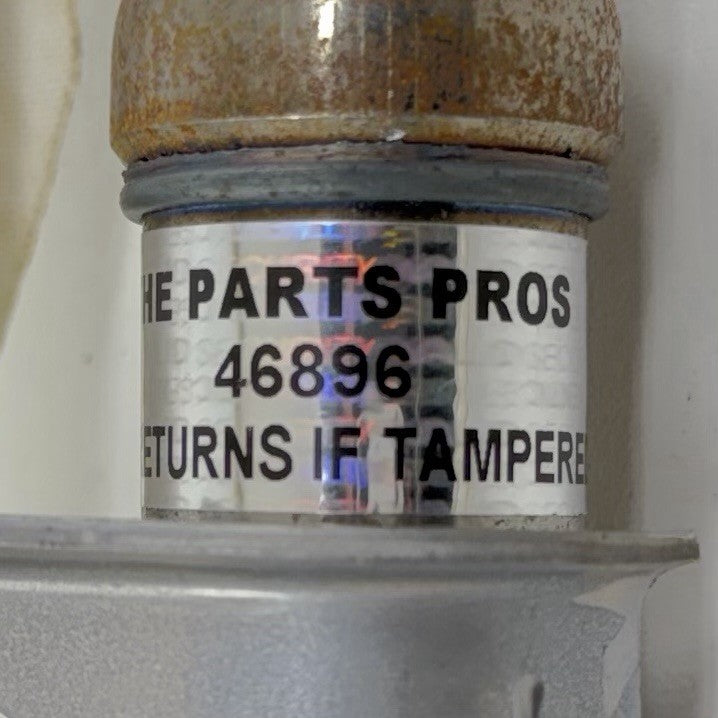 HE PARTS PROS
46896
ETURNS IF TAMPERE